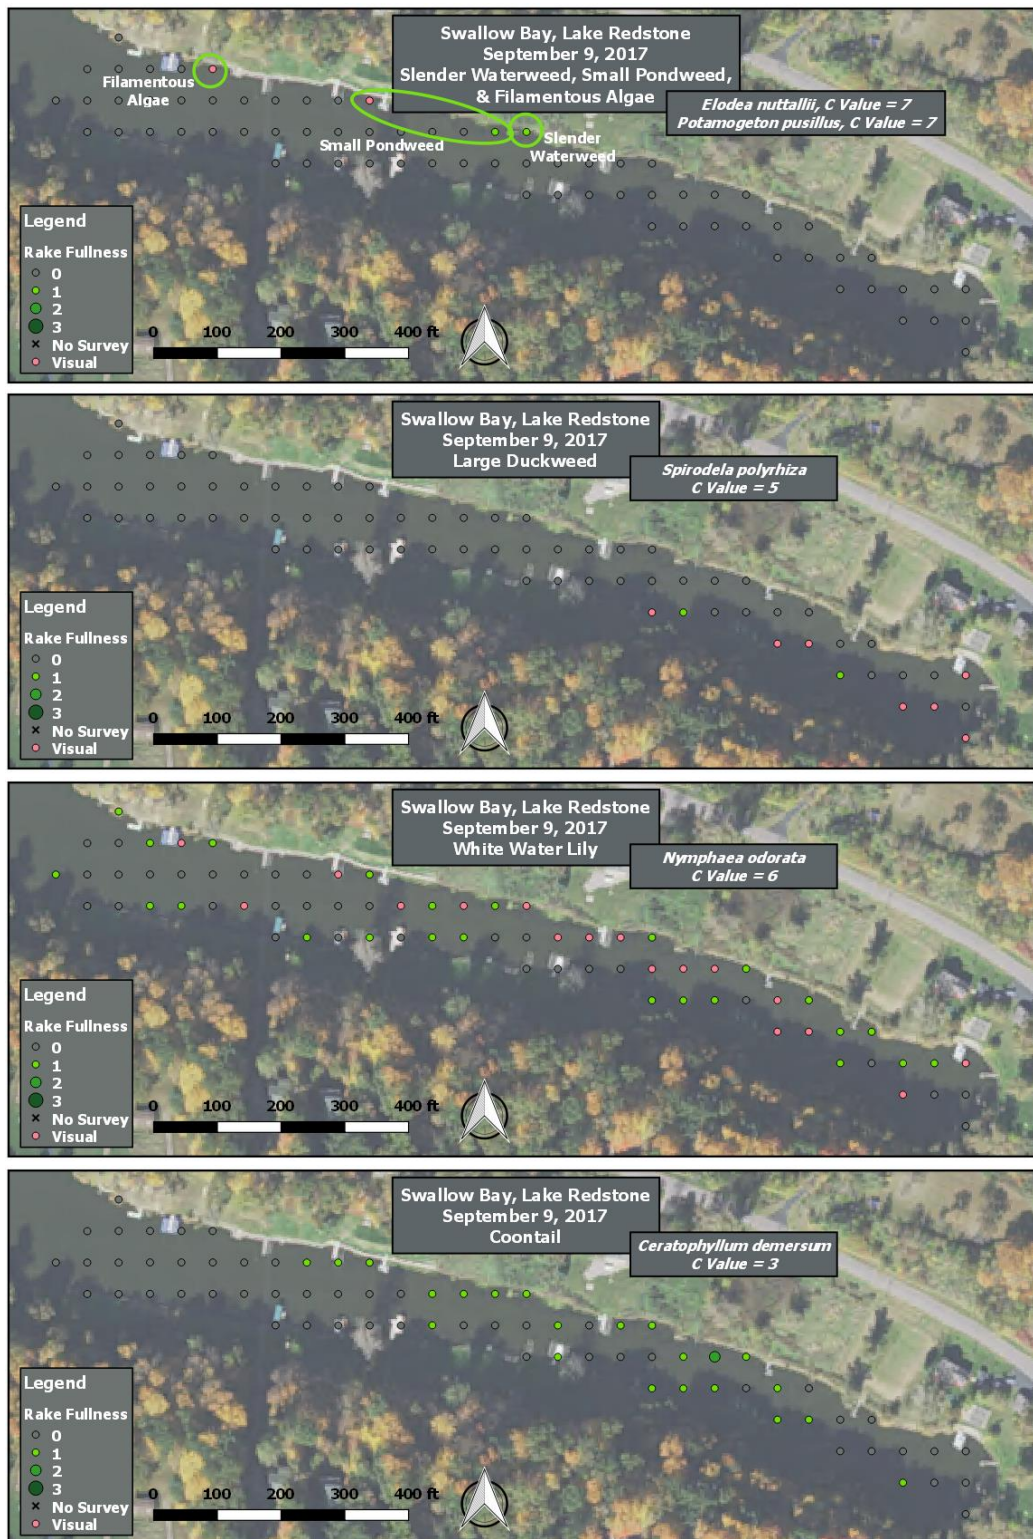 Swallow Bay, Lake Redstone
September 9, 2017
Slender Waterweed, Small Pondweed,
& Filamentous Algae
Elodea nuttallii, C Value = 7
Potamogeton pusillus, C Value = 7
Filamentous
Algae
Small Pondweed
Slender
Waterweed
Legend
Rake Fullness
0
1
2
3
No Survey
Visual
0 100 200 300 400 ft
Swallow Bay, Lake Redstone
September 9, 2017
Large Duckweed
Spirodela polyrhiza
C Value = 5
Legend
Rake Fullness
0
1
2
3
No Survey
Visual
0 100 200 300 400 ft
Swallow Bay, Lake Redstone
September 9, 2017
White Water Lily
Nymphaea odorata
C Value = 6
Legend
Rake Fullness
0
1
2
3
No Survey
Visual
0 100 200 300 400 ft
Swallow Bay, Lake Redstone
September 9, 2017
Coontail
Ceratophyllum demersum
C Value = 3
Legend
Rake Fullness
0
1
2
3
No Survey
Visual
0 100 200 300 400 ft